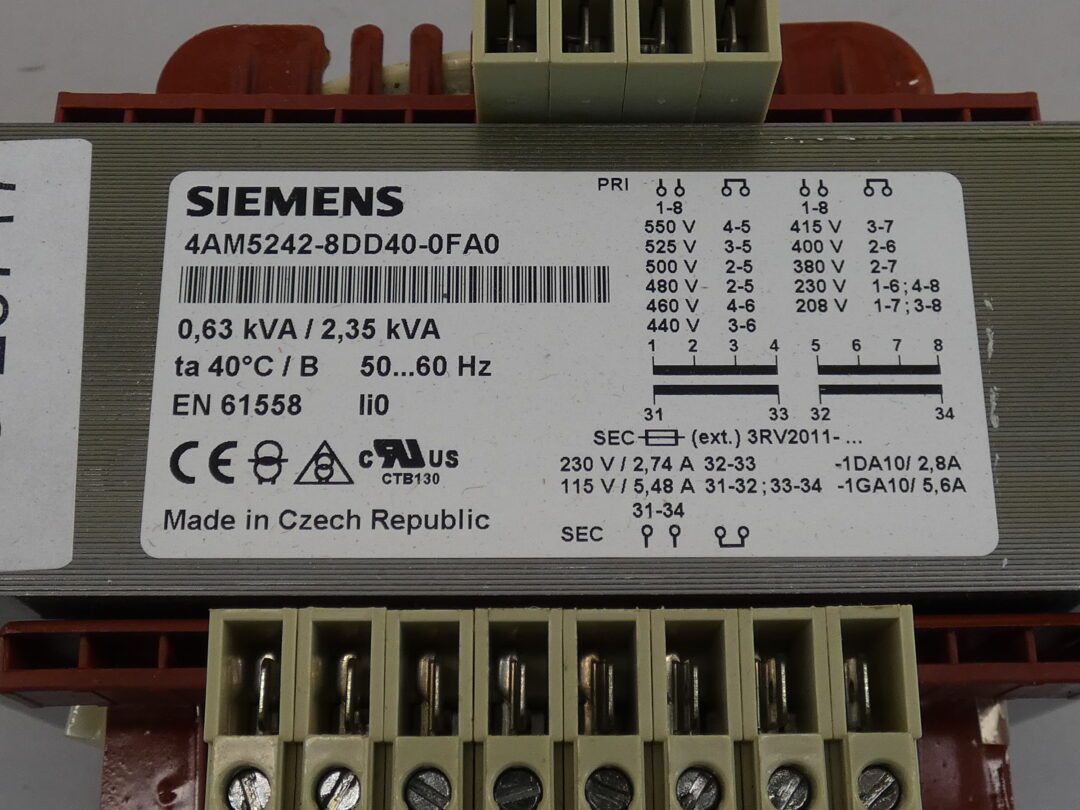 SIEMENS
4AM5242-8DD40-0FA0
0,63 kVA / 2,35 kVA
ta 40°C / B 50...60 Hz
EN 61558 Ii0
CE c RU US
CTB130
Made in Czech Republic
PRI
1-8 1-8
550 V 4-5 415 V 3-7
525 V 3-5 400 V 2-6
500 V 2-5 380 V 2-7
480 V 2-5 230 V 1-6 ; 4-8
460 V 4-6 208 V 1-7 ; 3-8
440 V 3-6
1 2 3 4 5 6 7 8
31 33 32 34
SEC (ext.) 3RV2011- ...
230 V / 2,74 A 32-33 -1DA10/ 2,8A
115 V / 5,48 A 31-32 ; 33-34 -1GA10/ 5,6A
31-34
SEC